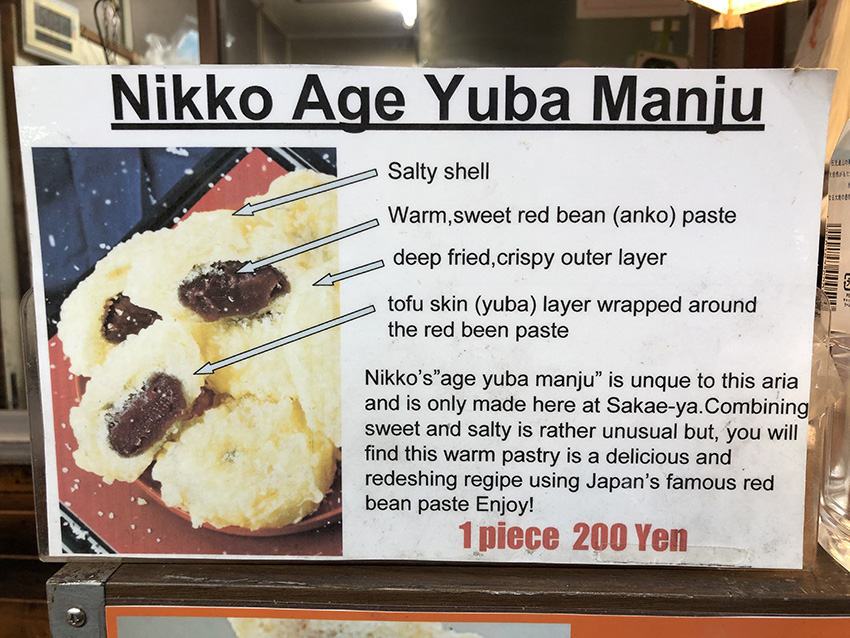 Nikko Age Yuba Manju
Salty shell
Warm,sweet red bean (anko) paste
deep fried,crispy outer layer
tofu skin (yuba) layer wrapped around
the red been paste
Nikko's"age yuba manju" is unque to this aria
and is only made here at Sakae-ya.Combining
sweet and salty is rather unusual but, you will
find this warm pastry is a delicious and
redeshing regipe using Japan's famous red
bean paste Enjoy!
1 piece 200 Yen